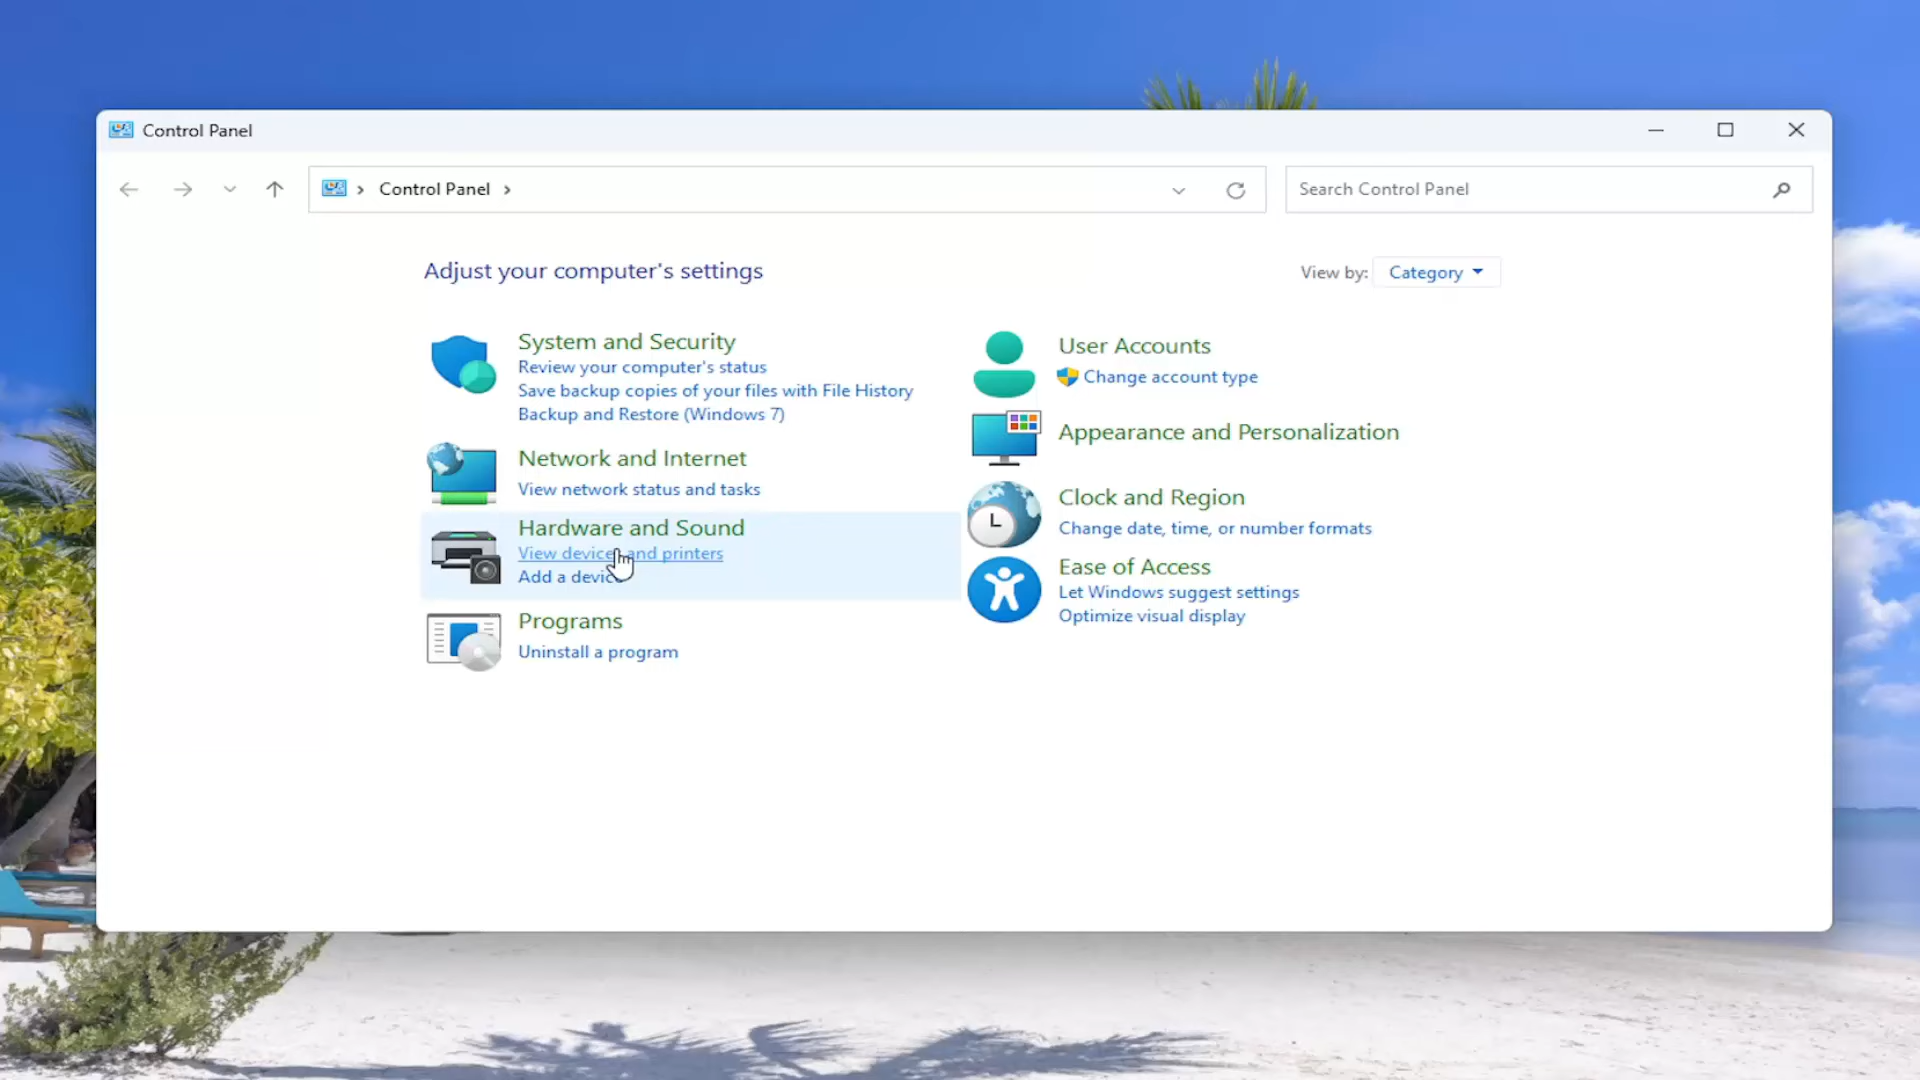 Control Panel
Control Panel
Search Control Panel
Adjust your computer's settings
View by: Category
System and Security
Review your computer's status
Save backup copies of your files with File History
Backup and Restore (Windows 7)
Network and Internet
View network status and tasks
Hardware and Sound
View devices and printers
Add a device
Programs
Uninstall a program
User Accounts
Change account type
Appearance and Personalization
Clock and Region
Change date, time, or number formats
Ease of Access
Let Windows suggest settings
Optimize visual display